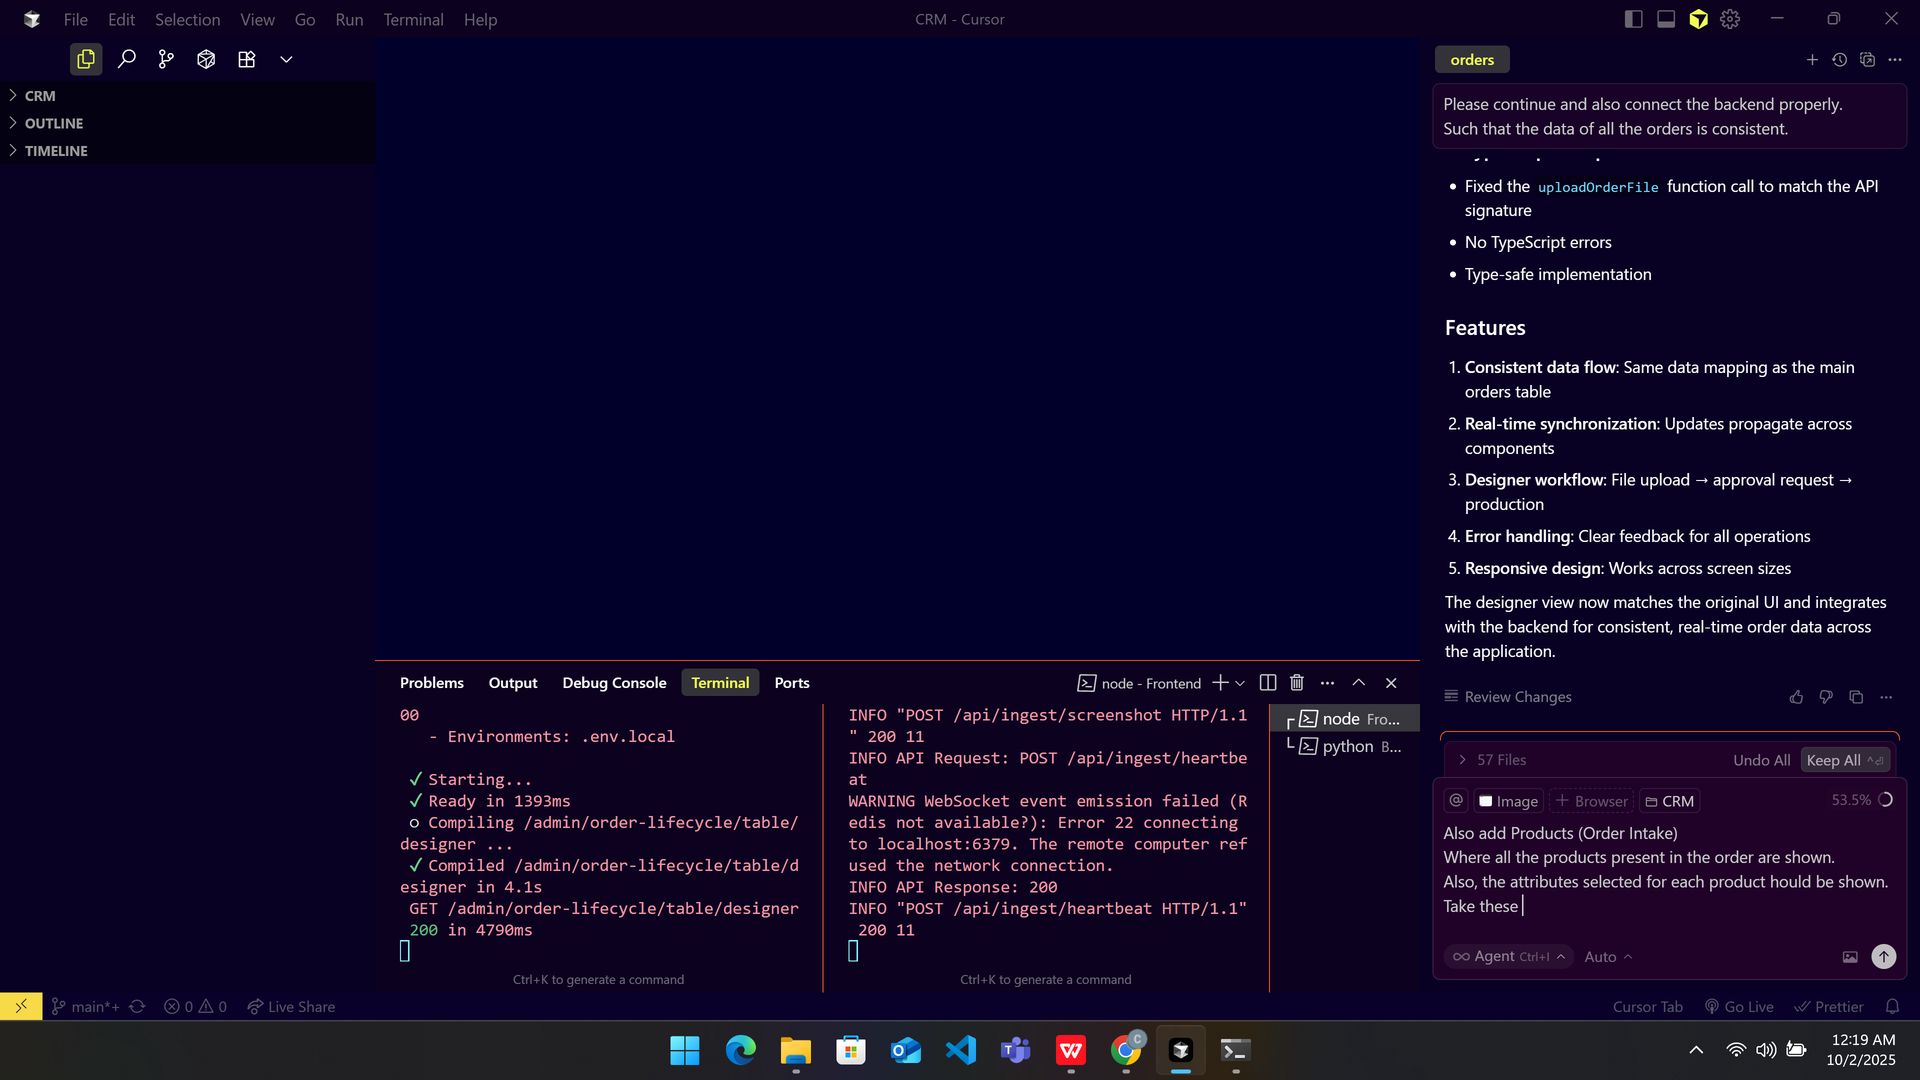 File Edit Selection View Go Run Terminal Help
CRM - Cursor
CRM
OUTLINE
TIMELINE
Problems Output Debug Console Terminal Ports
node - Frontend
00
- Environments: .env.local
✓ Starting...
✓ Ready in 1393ms
○ Compiling /admin/order-lifecycle/table/
designer ...
✓ Compiled /admin/order-lifecycle/table/d
esigner in 4.1s
GET /admin/order-lifecycle/table/designer
200 in 4790ms
Ctrl+K to generate a command
INFO "POST /api/ingest/screenshot HTTP/1.1
" 200 11
INFO API Request: POST /api/ingest/heartbe
at
WARNING WebSocket event emission failed (R
edis not available?): Error 22 connecting
to localhost:6379. The remote computer ref
used the network connection.
INFO API Response: 200
INFO "POST /api/ingest/heartbeat HTTP/1.1"
200 11
Ctrl+K to generate a command
node Fro...
python B...
orders
Please continue and also connect the backend properly.
Such that the data of all the orders is consistent.
• Fixed the uploadOrderFile function call to match the API
signature
• No TypeScript errors
• Type-safe implementation
Features
1. Consistent data flow: Same data mapping as the main
orders table
2. Real-time synchronization: Updates propagate across
components
3. Designer workflow: File upload → approval request →
production
4. Error handling: Clear feedback for all operations
5. Responsive design: Works across screen sizes
The designer view now matches the original UI and integrates
with the backend for consistent, real-time order data across
the application.
Review Changes
57 Files Undo All Keep All
@ Image + Browser CRM 53.5%
Also add Products (Order Intake)
Where all the products present in the order are shown.
Also, the attributes selected for each product hould be shown.
Take these
Agent Ctrl+I Auto
main*+ 0 0 Live Share
Cursor Tab Go Live Prettier
12:19 AM
10/2/2025